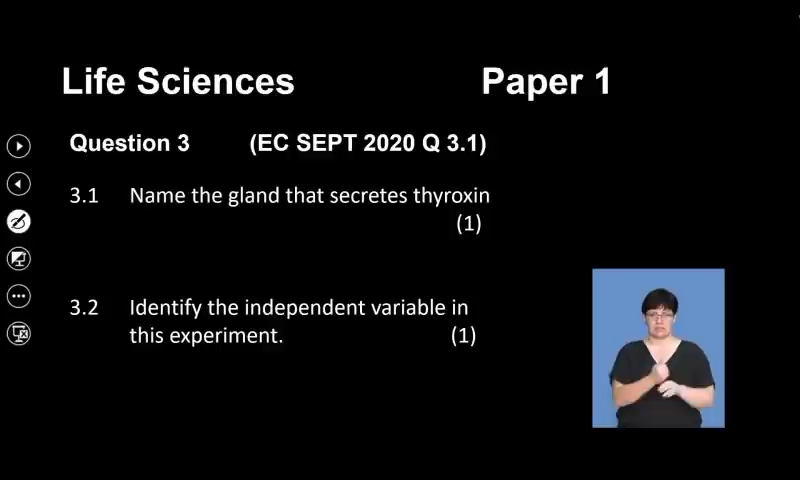 Life Sciences Paper 1
Question 3 (EC SEPT 2020 Q 3.1)
3.1 Name the gland that secretes thyroxin
(1)
3.2 Identify the independent variable in
this experiment. (1)